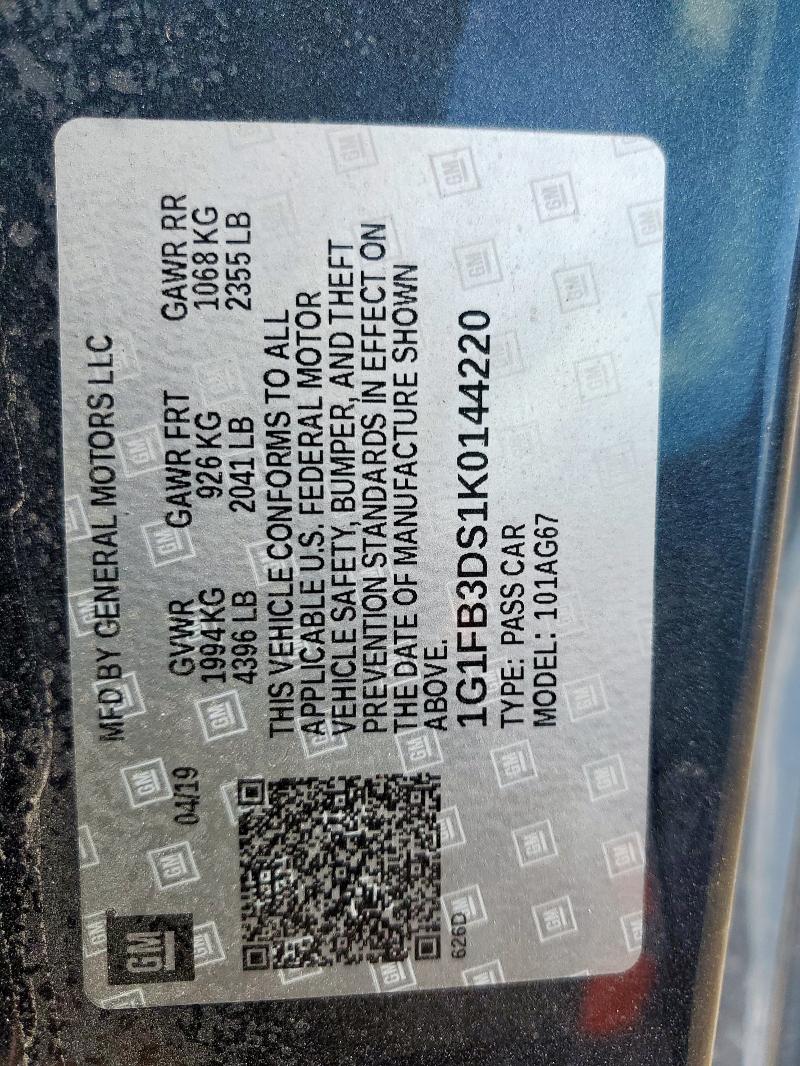 GM
MFD BY GENERAL MOTORS LLC
04/19
GVWR GAWR FRT GAWR RR
1994 KG 926 KG 1068 KG
4396 LB 2041 LB 2355 LB
THIS VEHICLE CONFORMS TO ALL
APPLICABLE U.S. FEDERAL MOTOR
VEHICLE SAFETY, BUMPER, AND THEFT
PREVENTION STANDARDS IN EFFECT ON
THE DATE OF MANUFACTURE SHOWN
ABOVE.
626D
1G1FB3DS1K0144220
TYPE: PASS CAR
MODEL: 101AG67